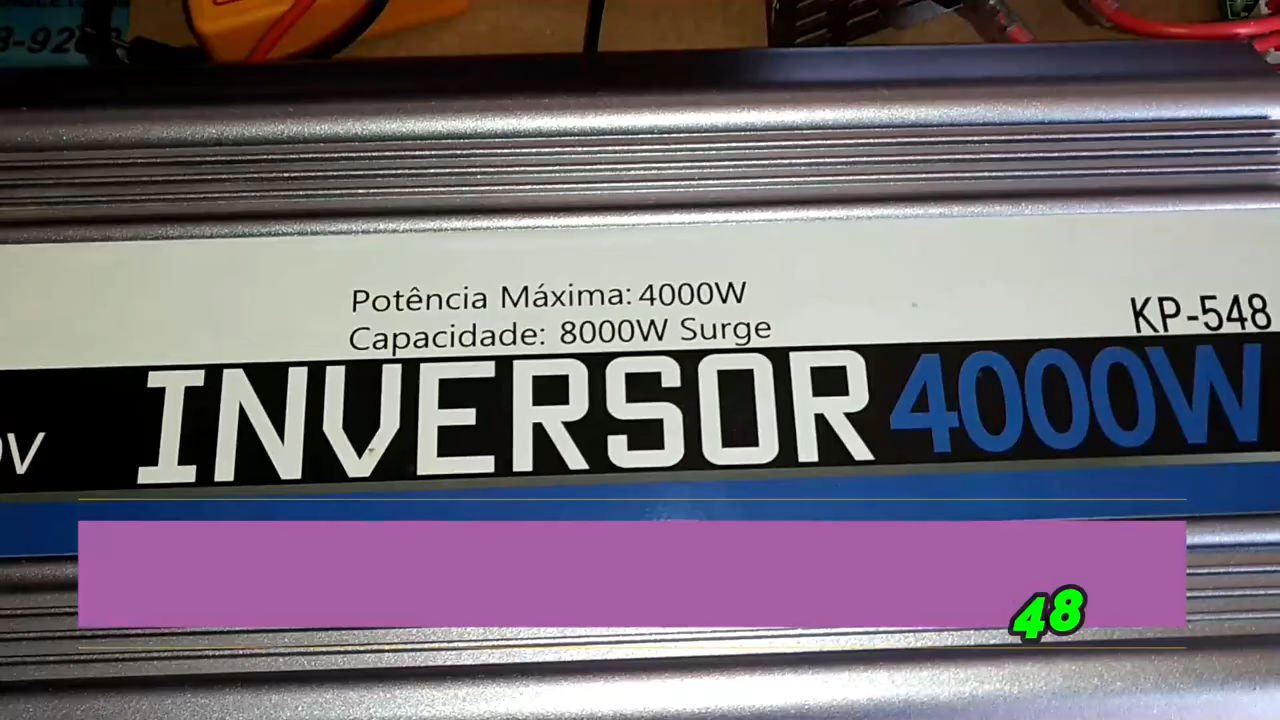 Potência Máxima: 4000W
Capacidade: 8000W Surge
KP-548
INVERSOR 4000W
48